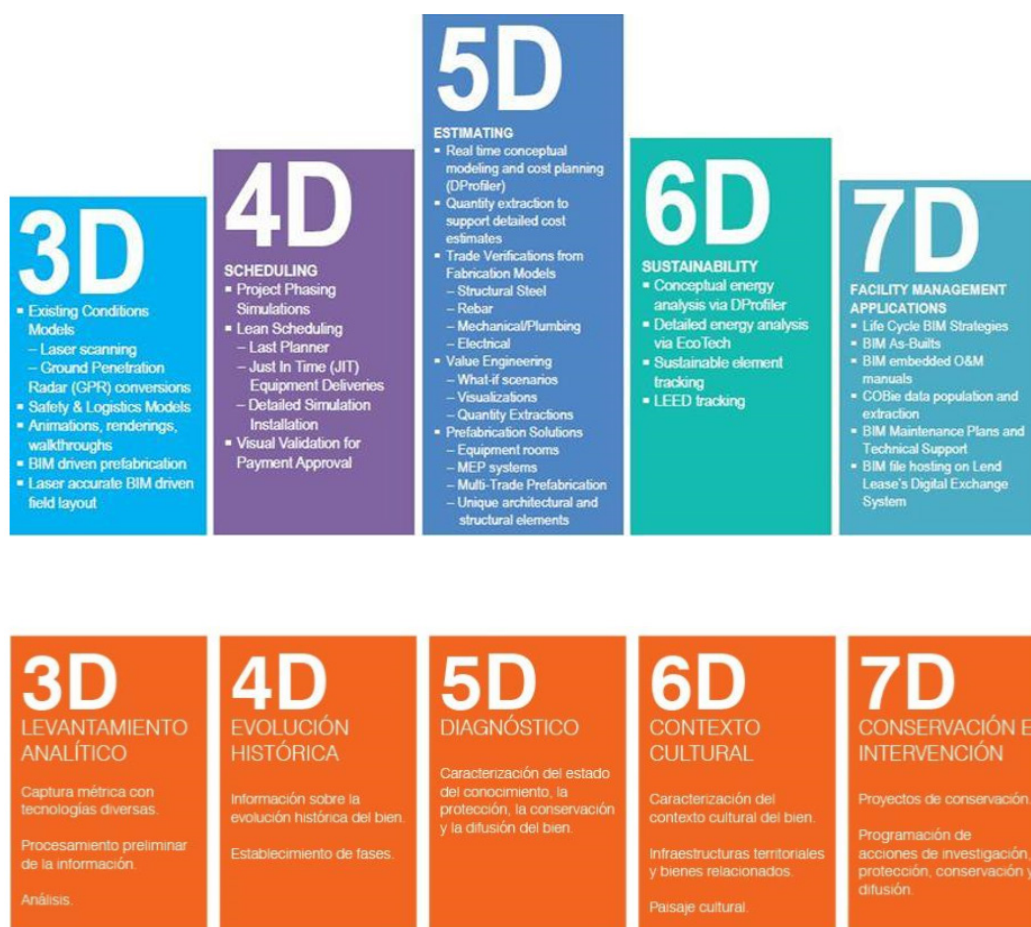 3D
▪ Existing Conditions
Models
– Laser scanning
– Ground Penetration
Radar (GPR) conversions
▪ Safety & Logistics Models
▪ Animations, renderings,
walkthroughs
▪ BIM driven prefabrication
▪ Laser accurate BIM driven
field layout
4D
SCHEDULING
▪ Project Phasing
Simulations
▪ Lean Scheduling
– Last Planner
– Just In Time (JIT)
Equipment Deliveries
– Detailed Simulation
Installation
▪ Visual Validation for
Payment Approval
5D
ESTIMATING
▪ Real time conceptual
modeling and cost planning
(DProfiler)
▪ Quantity extraction to
support detailed cost
estimates
▪ Trade Verifications from
Fabrication Models
– Structural Steel
– Rebar
– Mechanical/Plumbing
– Electrical
▪ Value Engineering
– What-if scenarios
– Visualizations
– Quantity Extractions
▪ Prefabrication Solutions
– Equipment rooms
– MEP systems
– Multi-Trade Prefabrication
– Unique architectural and
structural elements
6D
SUSTAINABILITY
▪ Conceptual energy
analysis via DProfiler
▪ Detailed energy analysis
via EcoTech
▪ Sustainable element
tracking
▪ LEED tracking
7D
FACILITY MANAGEMENT
APPLICATIONS
▪ Life Cycle BIM Strategies
▪ BIM As-Builts
▪ BIM embedded O&M
manuals
▪ COBie data population and
extraction
▪ BIM Maintenance Plans and
Technical Support
▪ BIM file hosting on Lend
Lease's Digital Exchange
System
3D
LEVANTAMIENTO
ANALÍTICO
Captura métrica con
tecnologías diversas.
Procesamiento preliminar
de la información.
Análisis.
4D
EVOLUCIÓN
HISTÓRICA
Información sobre la
evolución histórica del bien.
Establecimiento de fases.
5D
DIAGNÓSTICO
Caracterización del estado
del conocimiento, la
protección, la conservación
y la difusión del bien.
6D
CONTEXTO
CULTURAL
Caracterización del
contexto cultural del bien.
Infraestructuras territoriales
y bienes relacionados.
Paisaje cultural.
7D
CONSERVACIÓN E
INTERVENCIÓN
Proyectos de conservación.
Programación de
acciones de investigación,
protección, conservación y
difusión.